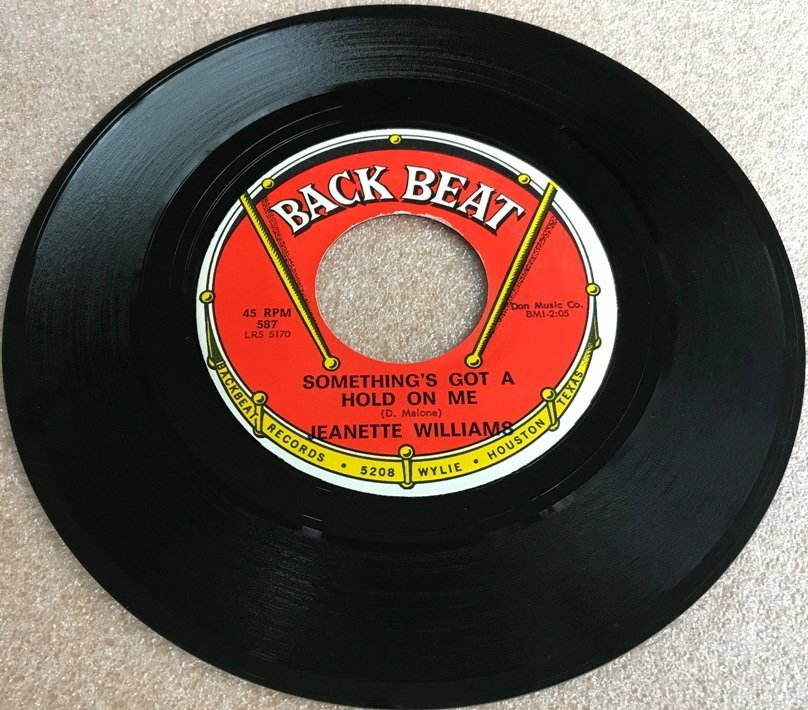 BACK BEAT
45 RPM
587
LRS 5170
Don Music Co.
BMI-2:05
SOMETHING'S GOT A
HOLD ON ME
(D. Malone)
JEANETTE WILLIAMS
BACKBEAT RECORDS • 5208 WYLIE • HOUSTON TEXAS